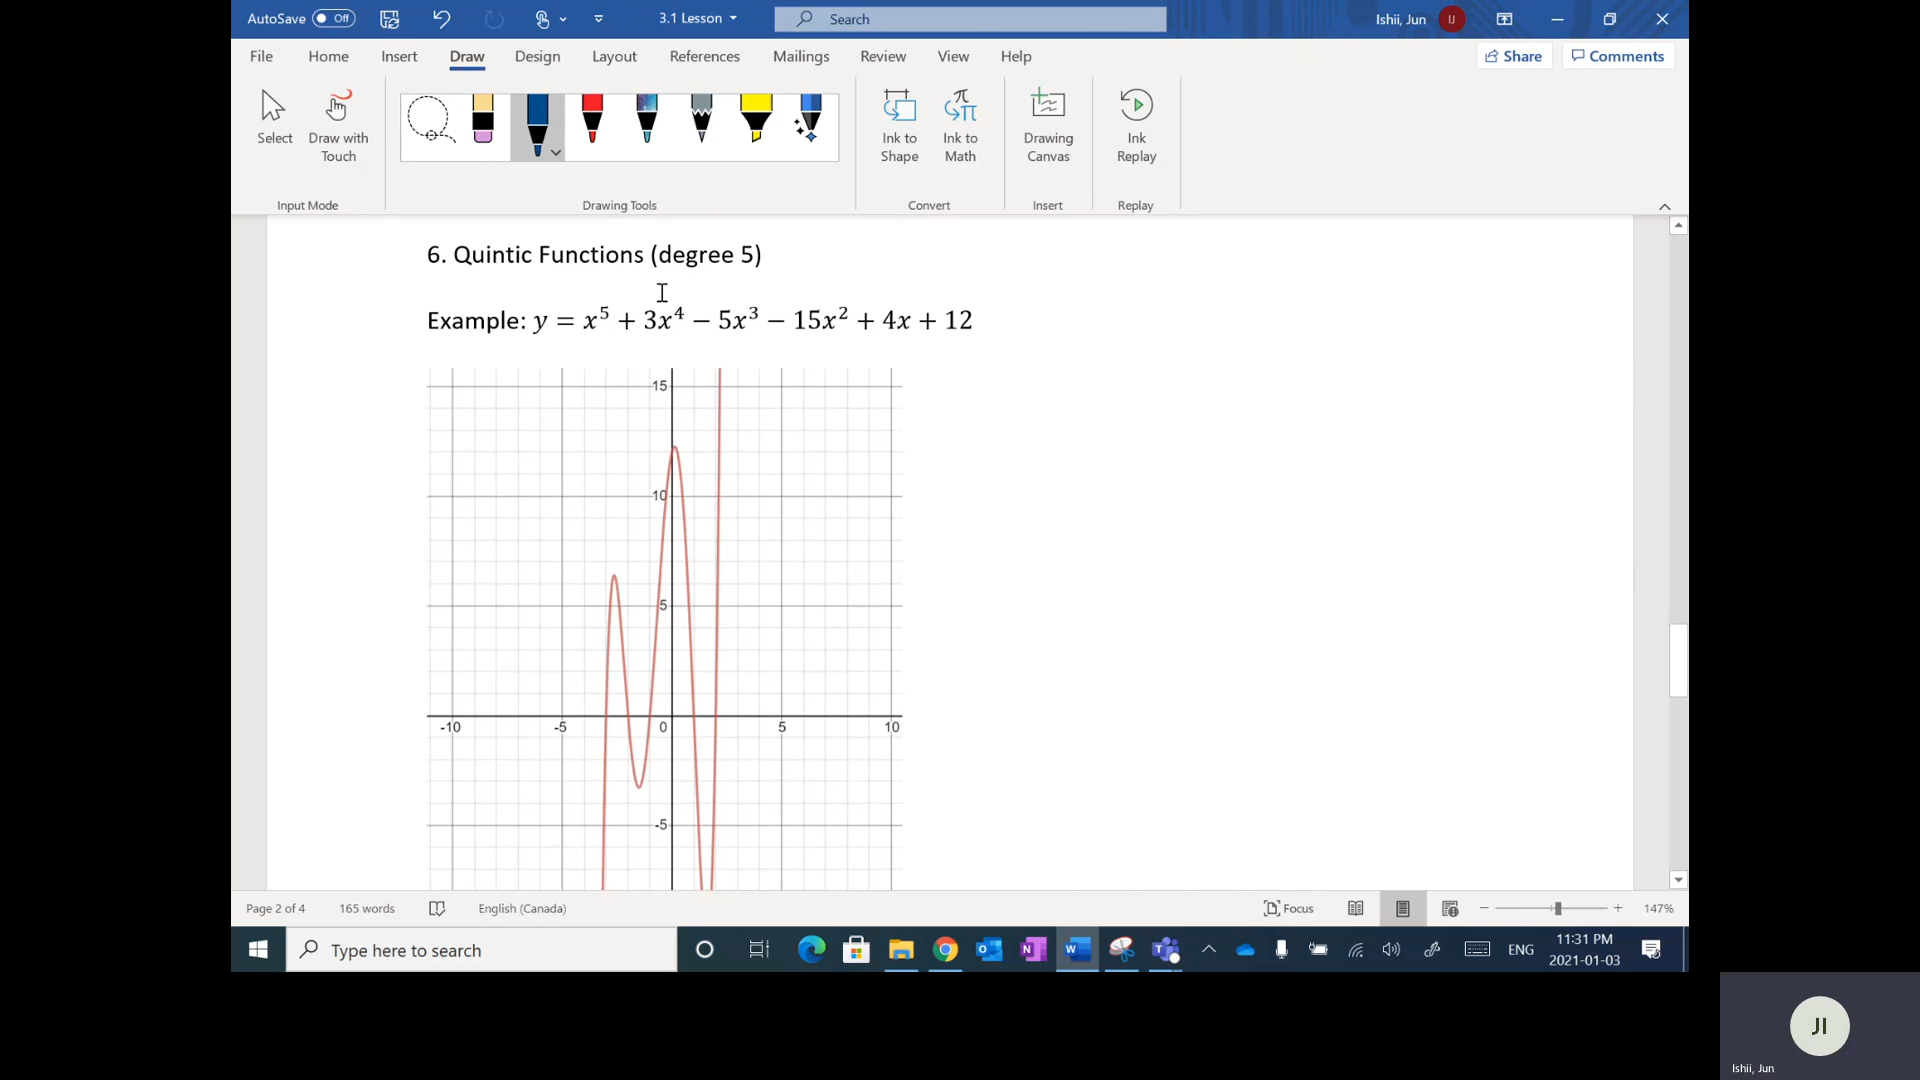 AutoSave Off 3.1 Lesson Search Ishii, Jun IJ
File Home Insert Draw Design Layout References Mailings Review View Help Share Comments
Select Draw with Touch Ink to Shape Ink to Math Drawing Canvas Ink Replay
Input Mode Drawing Tools Convert Insert Replay
6. Quintic Functions (degree 5)
Example: y = x⁵ + 3x⁴ − 5x³ − 15x² + 4x + 12
15
10
5
-10 -5 0 5 10
-5
Page 2 of 4 165 words English (Canada) Focus 147%
Type here to search ENG 11:31 PM
2021-01-03
JI
Ishii, Jun